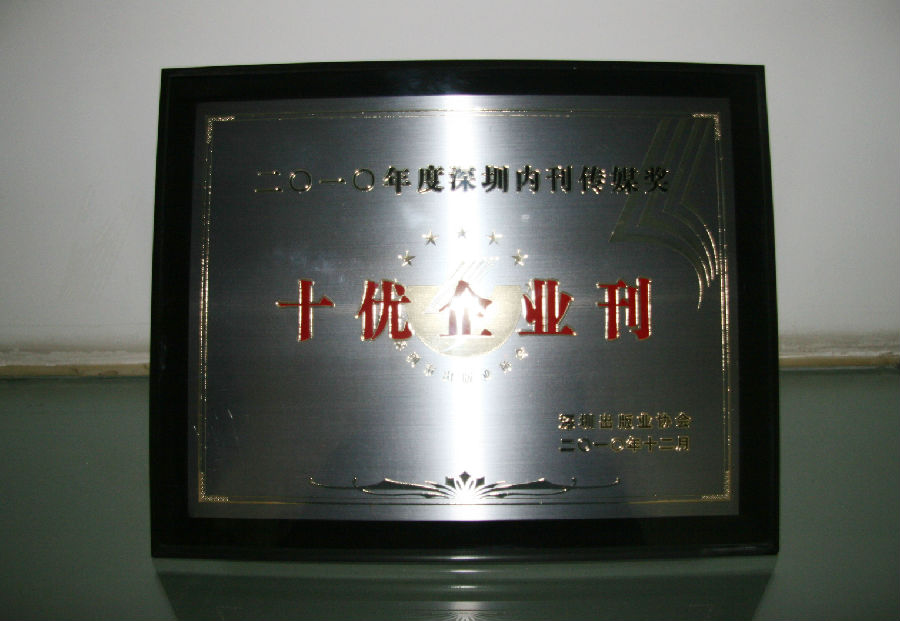 二〇一〇年度深圳内刊传媒奖
十优企业刊
深圳出版业协会
二〇一〇年十二月